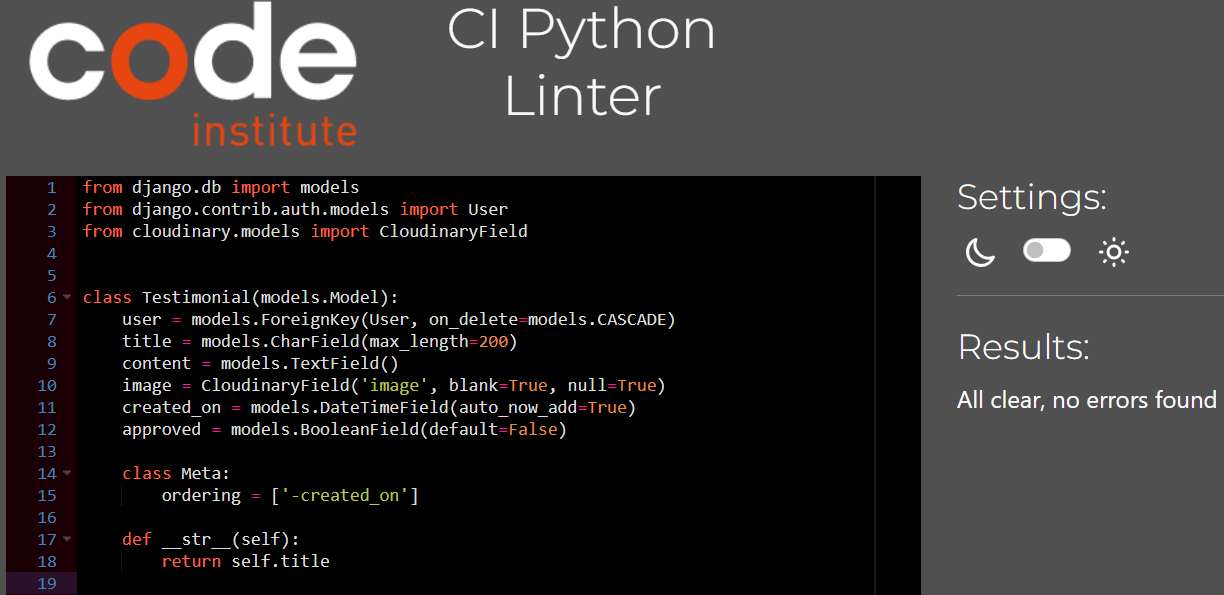 code
institute
CI Python
Linter
1 from django.db import models
2 from django.contrib.auth.models import User
3 from cloudinary.models import CloudinaryField
4
5
6 class Testimonial(models.Model):
7     user = models.ForeignKey(User, on_delete=models.CASCADE)
8     title = models.CharField(max_length=200)
9     content = models.TextField()
10     image = CloudinaryField('image', blank=True, null=True)
11     created_on = models.DateTimeField(auto_now_add=True)
12     approved = models.BooleanField(default=False)
13
14     class Meta:
15         ordering = ['-created_on']
16
17     def __str__(self):
18         return self.title
19
Settings:
Results:
All clear, no errors found